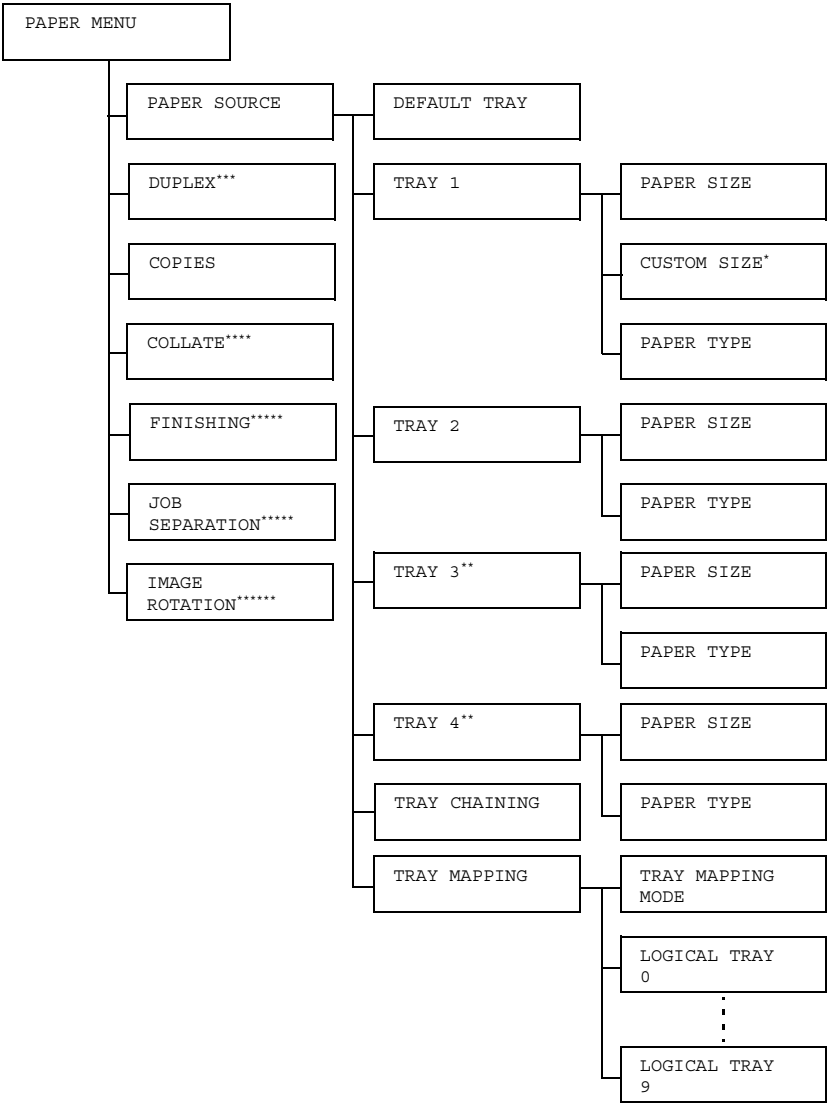 PAPER MENU
PAPER SOURCE
DEFAULT TRAY
DUPLEX***
TRAY 1
PAPER SIZE
COPIES
CUSTOM SIZE*
COLLATE****
PAPER TYPE
FINISHING*****
TRAY 2
PAPER SIZE
JOB
SEPARATION*****
PAPER TYPE
IMAGE
ROTATION******
TRAY 3**
PAPER SIZE
PAPER TYPE
TRAY 4**
PAPER SIZE
TRAY CHAINING
PAPER TYPE
TRAY MAPPING
TRAY MAPPING
MODE
LOGICAL TRAY
0
LOGICAL TRAY
9